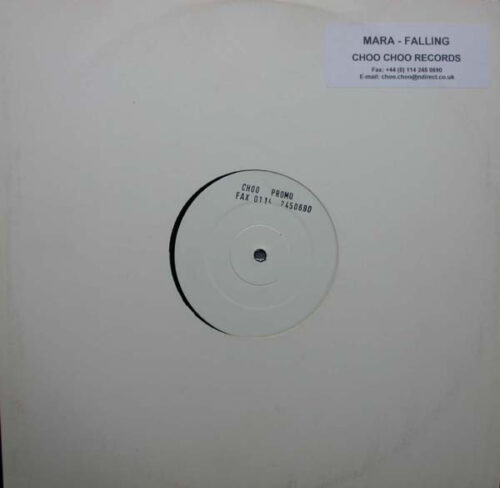 MARA - FALLING
CHOO CHOO RECORDS
Fax: +44 (0) 114 245 0690
E-mail: choo.choo@ndirect.co.uk
CHOO PROMO
FAX 0114 2450680